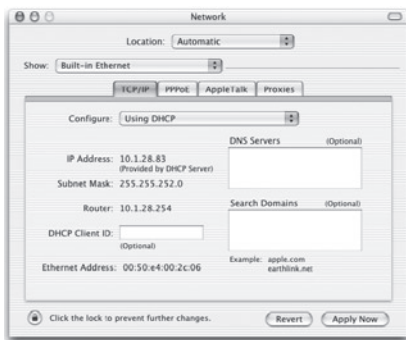 Network
Location: Automatic
Show: Built-in Ethernet
TCP/IP PPPoE AppleTalk Proxies
Configure: Using DHCP
DNS Servers (Optional)
IP Address: 10.1.28.83
(Provided by DHCP Server)
Subnet Mask: 255.255.252.0
Router: 10.1.28.254
Search Domains (Optional)
DHCP Client ID:
(Optional)
Example: apple.com
earthlink.net
Ethernet Address: 00:50:e4:00:2c:06
Click the lock to prevent further changes.
Revert Apply Now